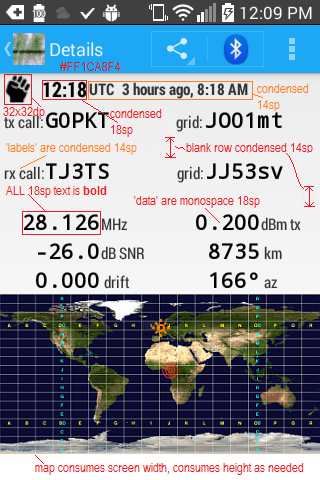 12:09 PM
Details
#FF1CA8F4
12:18 UTC 3 hours ago, 8:18 AM
condensed 14sp
32x32dp
condensed 18sp
tx call: G0PKT grid: JO01mt
'labels' are condensed 14sp
blank row condensed 14sp
rx call: TJ3TS grid: JJ53sv
ALL 18sp text is bold
'data' are monospace 18sp
28.126 MHz 0.200 dBm tx
-26.0 dB SNR 8735 km
0.000 drift 166° az
A B C D E F G H I J K L M N O P Q R
A B C D E F G H I J K L M N O P Q R
map consumes screen width, consumes height as needed